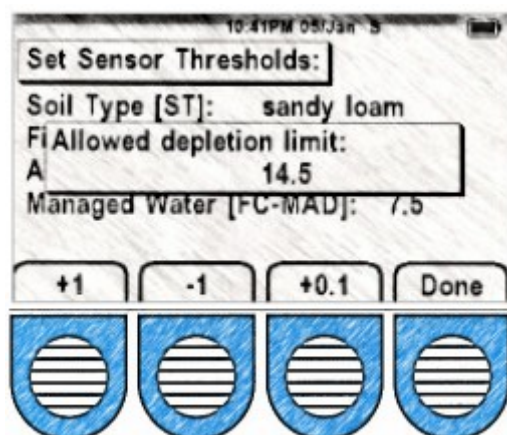 10:41PM 05/Jan S
Set Sensor Thresholds:
Soil Type [ST]: sandy loam
Fi
Allowed depletion limit:
A
14.5
Managed Water [FC-MAD]: 7.5
+1 -1 +0.1 Done